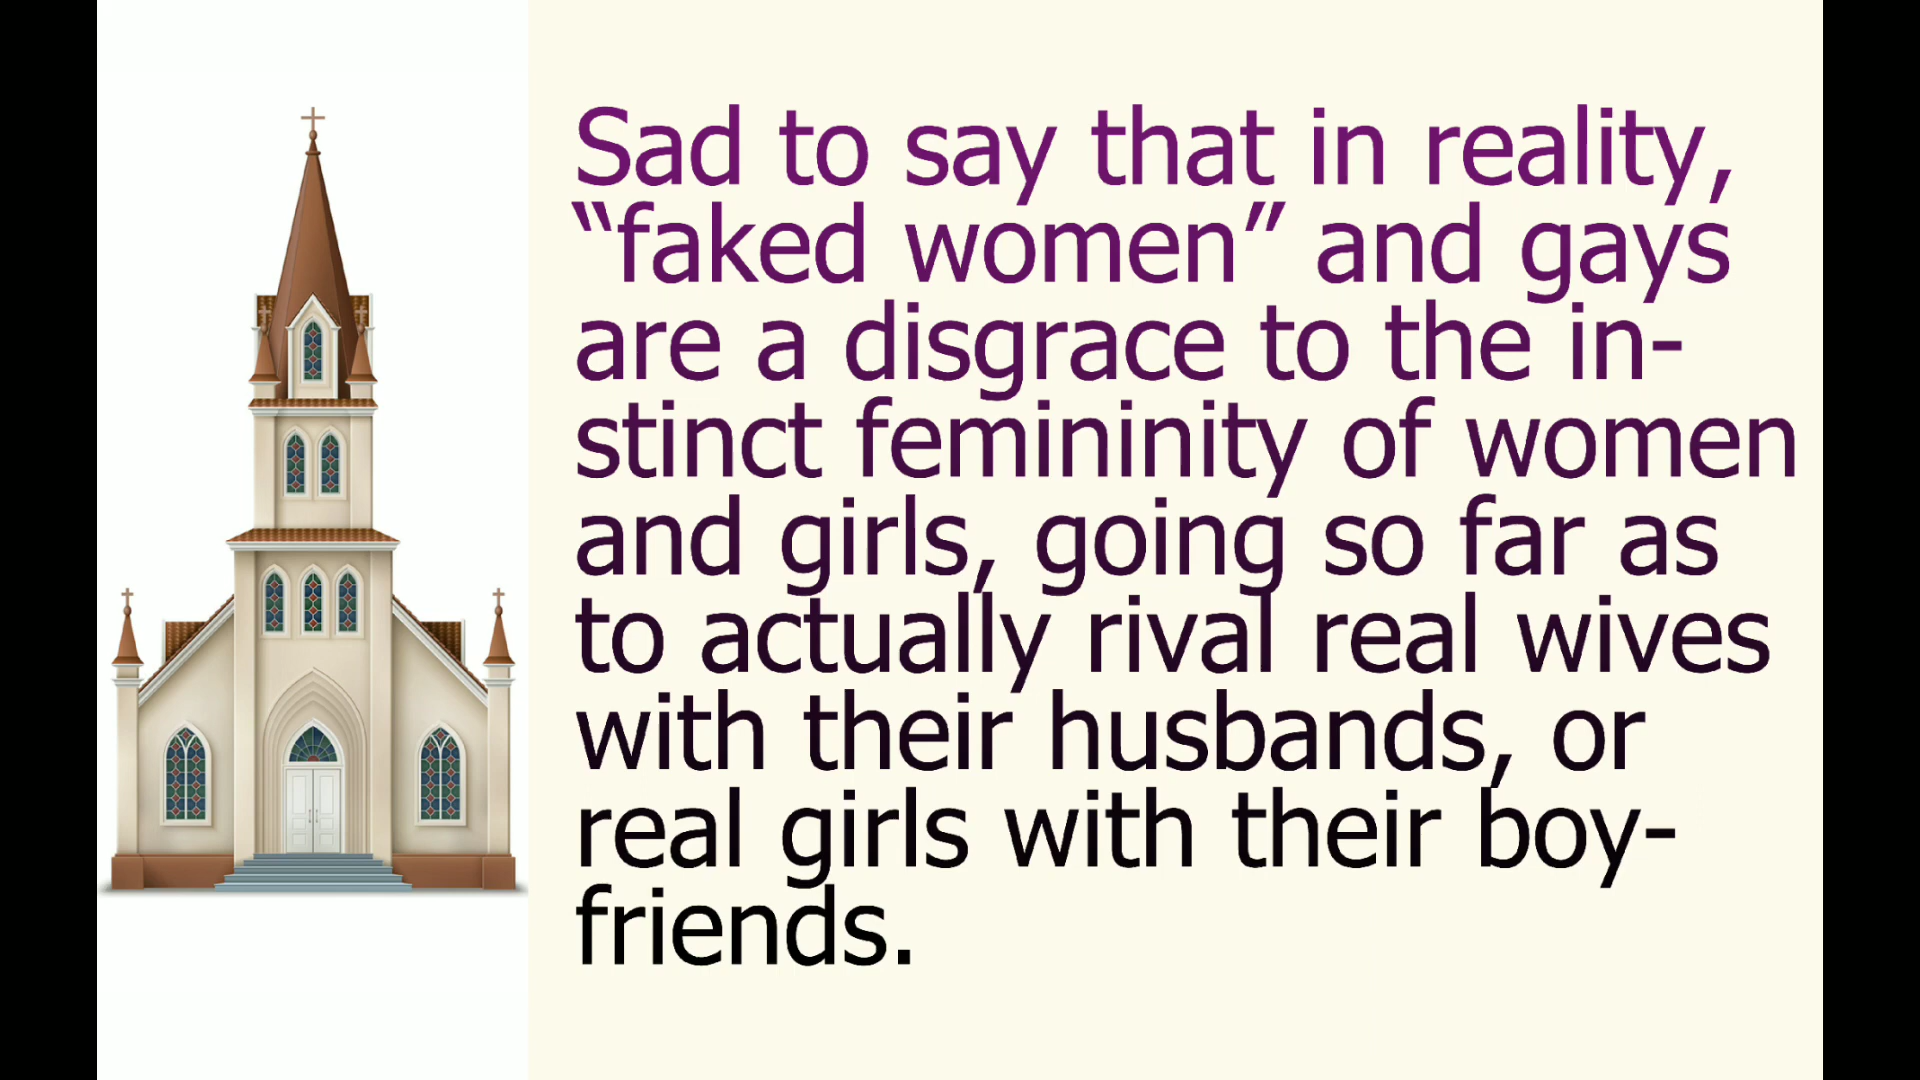 Sad to say that in reality,
“faked women” and gays
are a disgrace to the in-
stinct femininity of women
and girls, going so far as
to actually rival real wives
with their husbands, or
real girls with their boy-
friends.